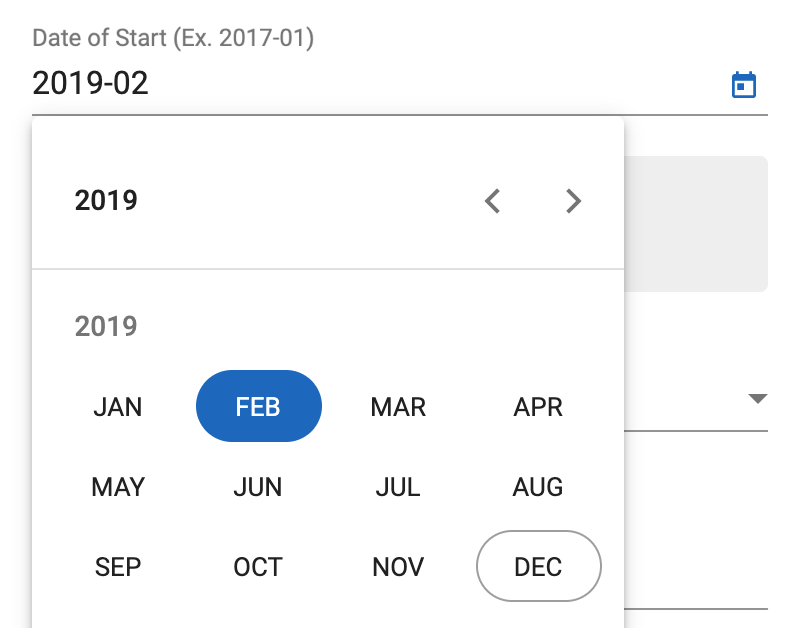 Date of Start (Ex. 2017-01)
2019-02
2019
2019
JAN FEB MAR APR
MAY JUN JUL AUG
SEP OCT NOV DEC